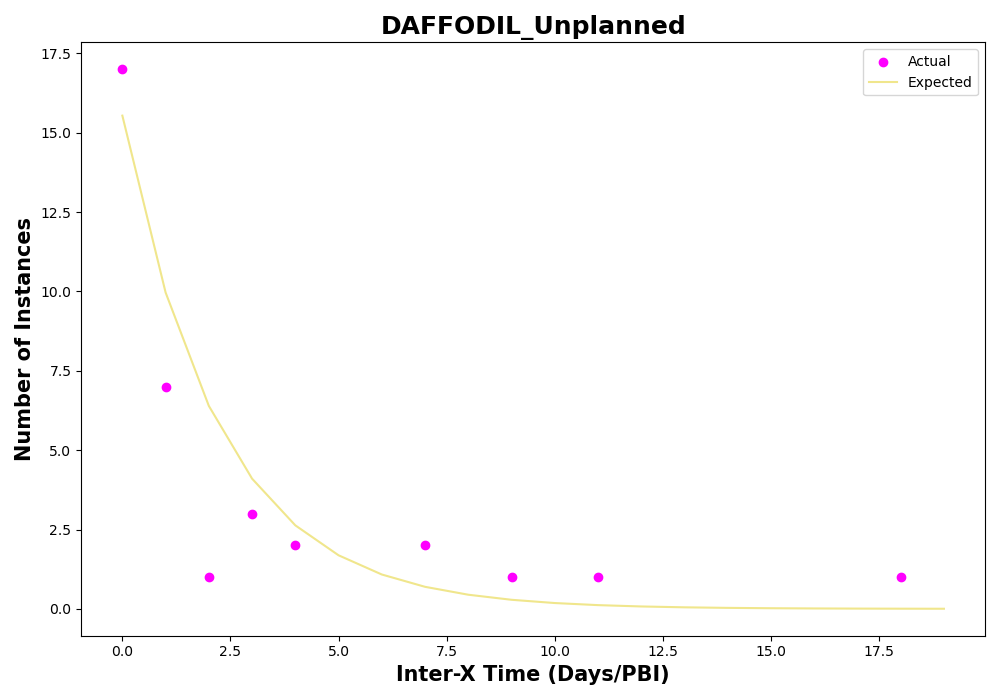 DAFFODIL_Unplanned
Actual
Expected
17.5
15.0
12.5
10.0
7.5
5.0
2.5
0.0
Number of Instances
0.0 2.5 5.0 7.5 10.0 12.5 15.0 17.5
Inter-X Time (Days/PBI)